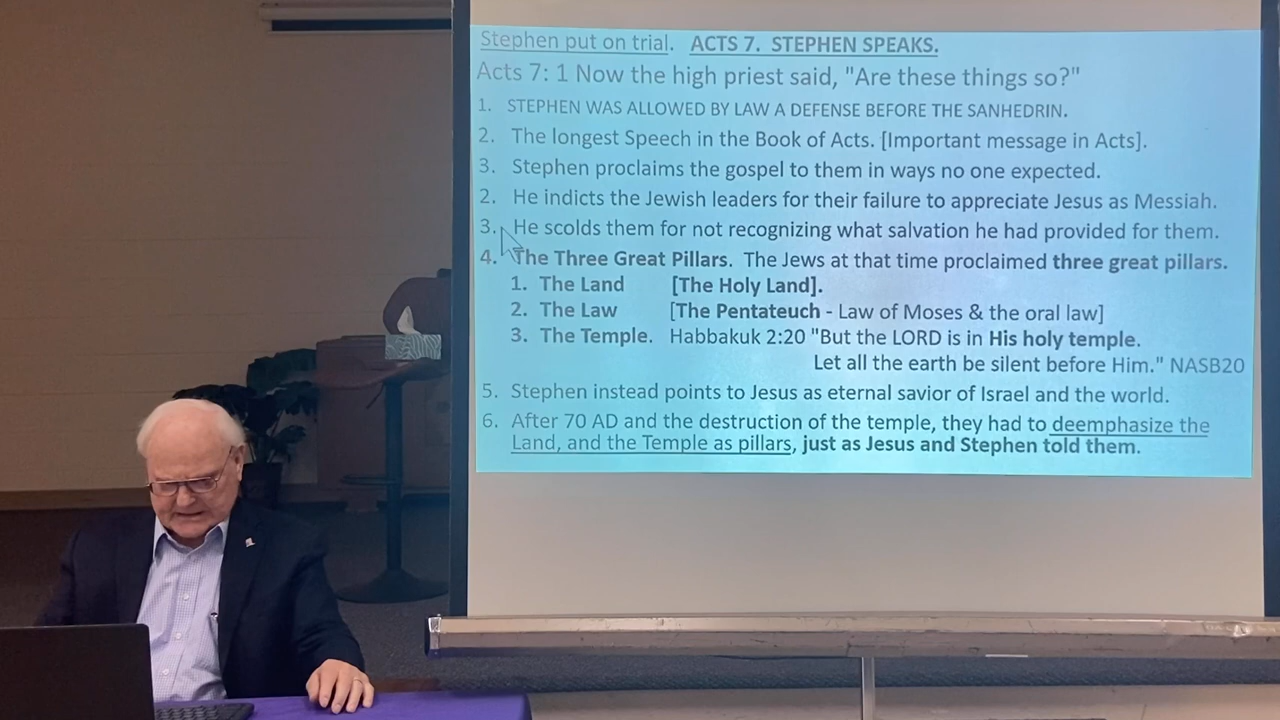 Stephen put on trial. ACTS 7. STEPHEN SPEAKS.
Acts 7: 1 Now the high priest said, "Are these things so?"
1. STEPHEN WAS ALLOWED BY LAW A DEFENSE BEFORE THE SANHEDRIN.
2. The longest Speech in the Book of Acts. [Important message in Acts].
3. Stephen proclaims the gospel to them in ways no one expected.
2. He indicts the Jewish leaders for their failure to appreciate Jesus as Messiah.
3. He scolds them for not recognizing what salvation he had provided for them.
4. The Three Great Pillars. The Jews at that time proclaimed three great pillars.
1. The Land [The Holy Land].
2. The Law [The Pentateuch - Law of Moses & the oral law]
3. The Temple. Habbakuk 2:20 "But the LORD is in His holy temple.
Let all the earth be silent before Him." NASB20
5. Stephen instead points to Jesus as eternal savior of Israel and the world.
6. After 70 AD and the destruction of the temple, they had to deemphasize the
Land, and the Temple as pillars, just as Jesus and Stephen told them.